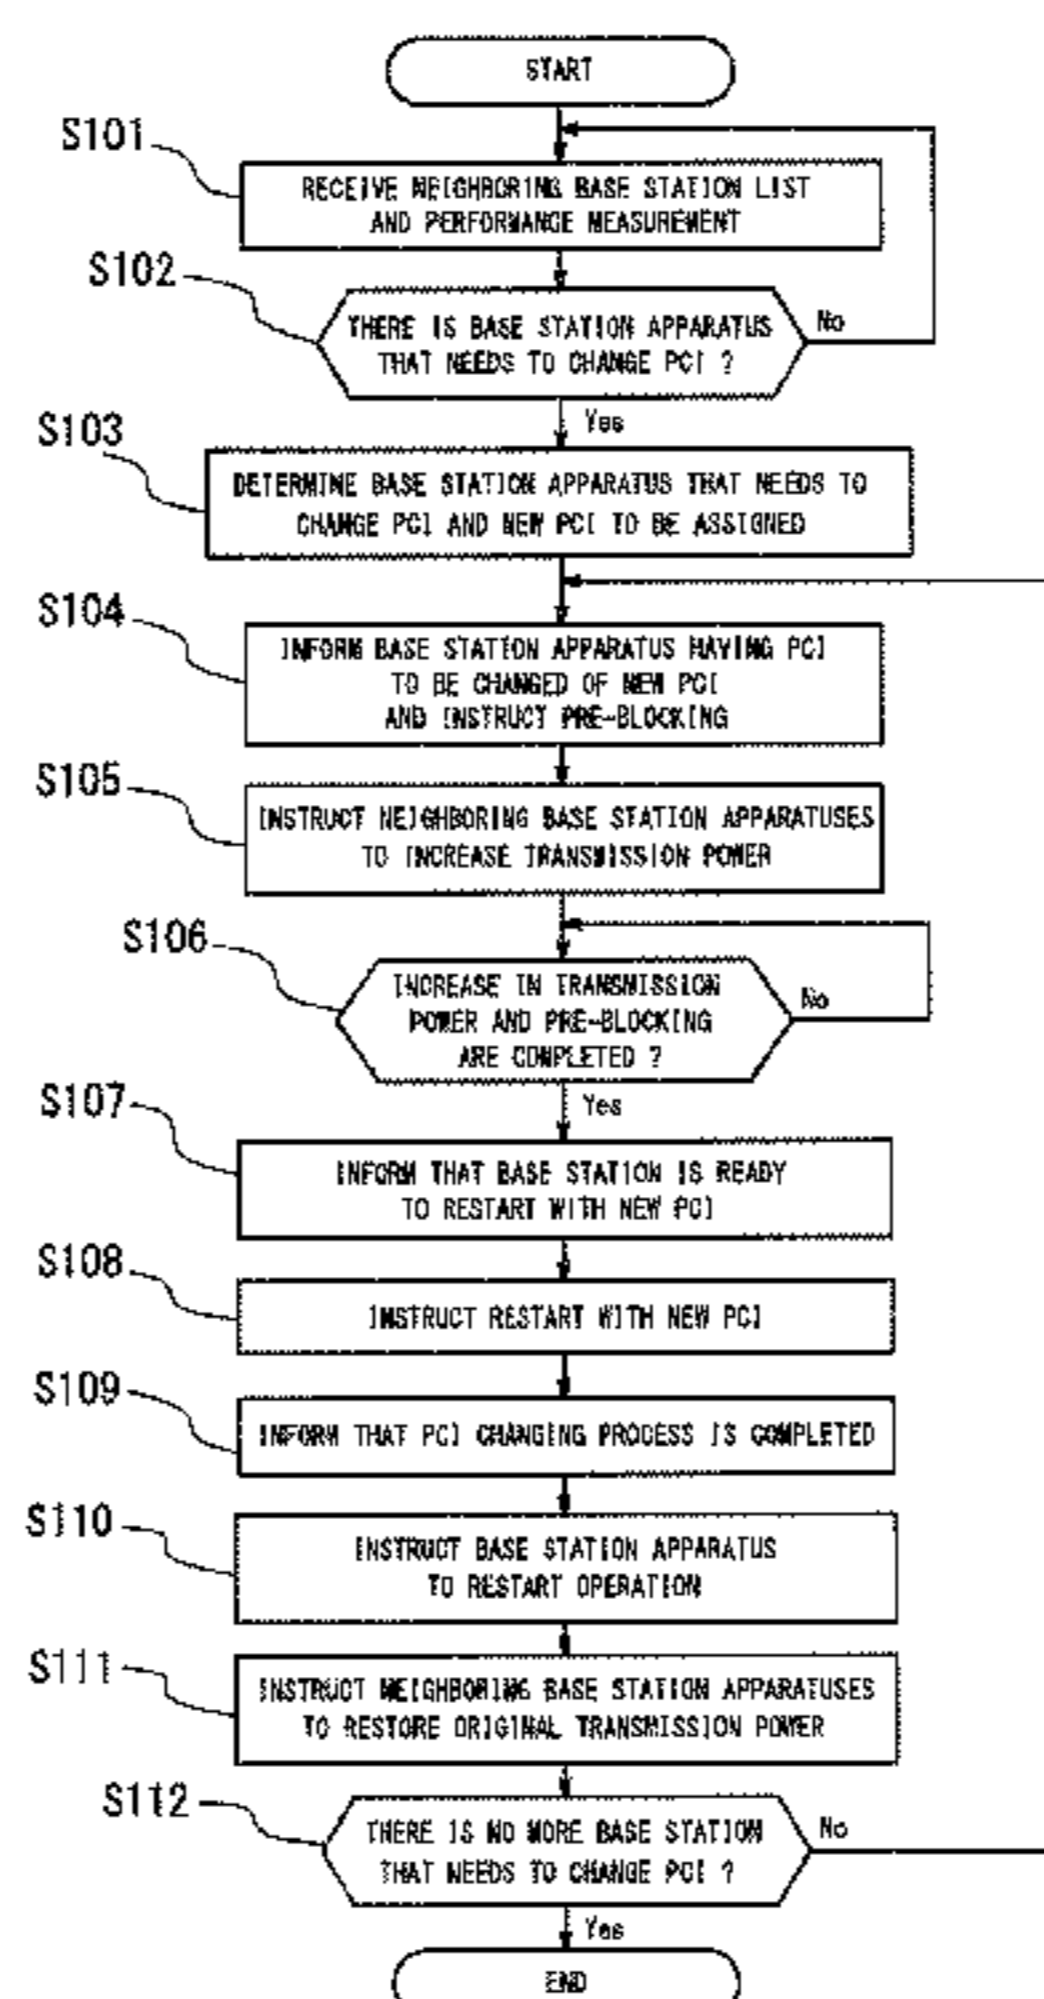 START
S101
RECEIVE NEIGHBORING BASE STATION LIST
AND PERFORMANCE MEASUREMENT
S102
THERE IS BASE STATION APPARATUS
THAT NEEDS TO CHANGE PCI ?
No
Yes
S103
DETERMINE BASE STATION APPARATUS THAT NEEDS TO
CHANGE PCI AND NEW PCI TO BE ASSIGNED
S104
INFORM BASE STATION APPARATUS HAVING PCI
TO BE CHANGED OF NEW PCI
AND INSTRUCT PRE-BLOCKING
S105
INSTRUCT NEIGHBORING BASE STATION APPARATUSES
TO INCREASE TRANSMISSION POWER
S106
INCREASE IN TRANSMISSION
POWER AND PRE-BLOCKING
ARE COMPLETED ?
No
Yes
S107
INFORM THAT BASE STATION IS READY
TO RESTART WITH NEW PCI
S108
INSTRUCT RESTART WITH NEW PCI
S109
INFORM THAT PCI CHANGING PROCESS IS COMPLETED
S110
INSTRUCT BASE STATION APPARATUS
TO RESTART OPERATION
S111
INSTRUCT NEIGHBORING BASE STATION APPARATUSES
TO RESTORE ORIGINAL TRANSMISSION POWER
S112
THERE IS NO MORE BASE STATION
THAT NEEDS TO CHANGE PCI ?
No
Yes
END